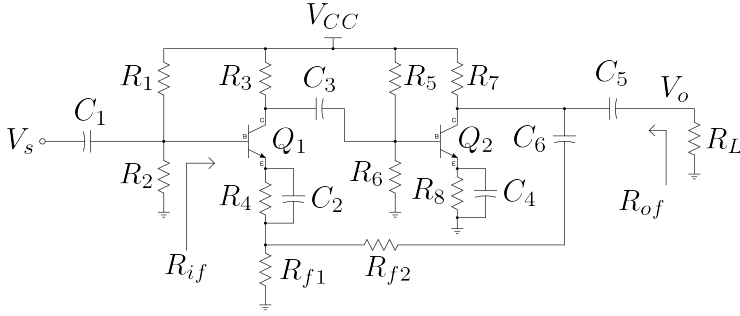 V_{CC}
R_1
R_3
C_3
R_5
R_7
C_5
V_o
C_1
V_s
C
B
E
Q_1
C
B
E
Q_2
C_6
R_L
R_2
R_4
C_2
R_6
R_8
C_4
R_{of}
R_{if}
R_{f1}
R_{f2}